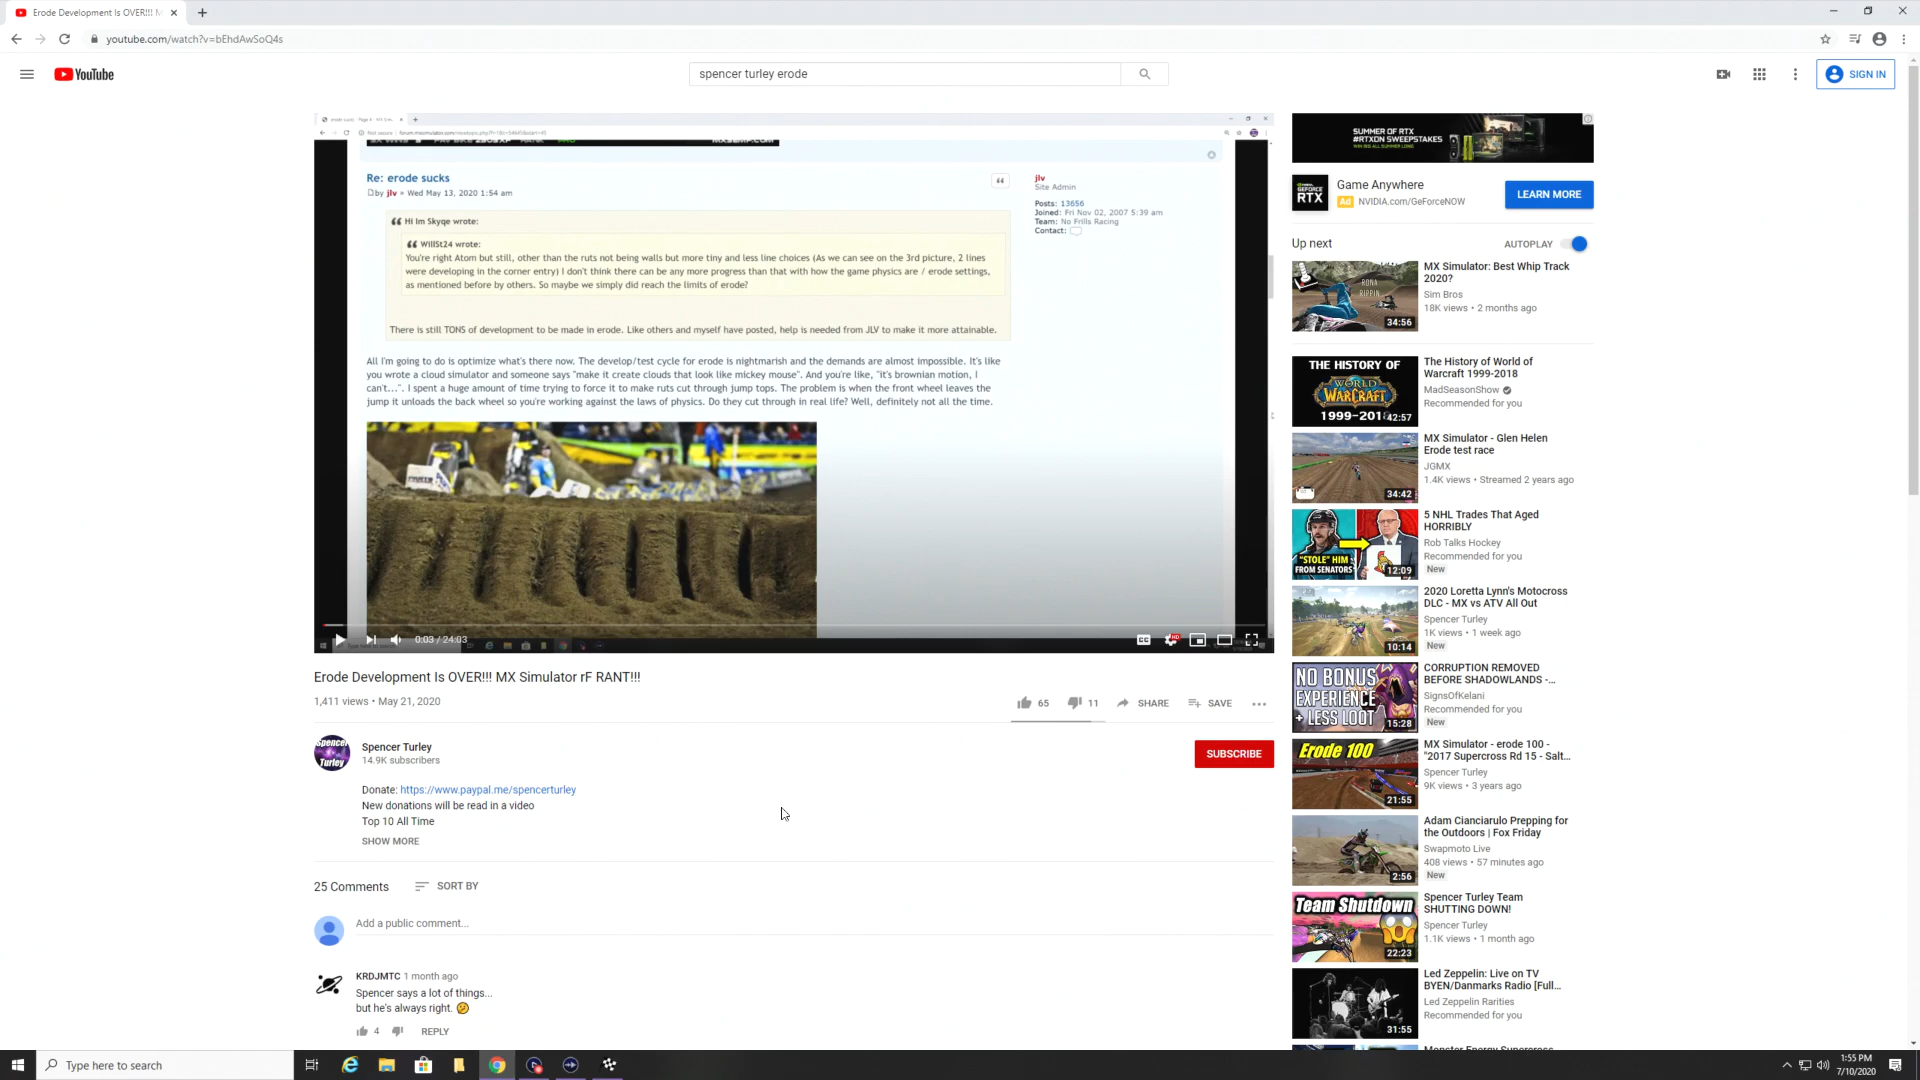 Erode Development Is OVER!!! M
youtube.com/watch?v=bEhdAwSoQ4s
YouTube
spencer turley erode
SIGN IN
Re: erode sucks
by jlv » Wed May 13, 2020 1:54 am
Hi Im Skyqe wrote:
WillSt24 wrote:
You're right Atom but still, other than the ruts not being walls but more tiny and less line choices (As we can see on the 3rd picture, 2 lines
were developing in the corner entry) I don't think there can be any more progress than that with how the game physics are / erode settings,
as mentioned before by others. So maybe we simply did reach the limits of erode?
There is still TONS of development to be made in erode. Like others and myself have posted, help is needed from JLV to make it more attainable.
All I'm going to do is optimize what's there now. The develop/test cycle for erode is nightmarish and the demands are almost impossible. It's like
you wrote a cloud simulator and someone says "make it create clouds that look like mickey mouse". And you're like, "it's brownian motion, I
can't...". I spent a huge amount of time trying to force it to make ruts cut through jump tops. The problem is when the front wheel leaves the
jump it unloads the back wheel so you're working against the laws of physics. Do they cut through in real life? Well, definitely not all the time.
jlv
Site Admin
Posts: 13656
Joined: Fri Nov 02, 2007 5:39 am
Team: No Frills Racing
Contact:
0:03 / 24:03
CC
HD
Erode Development Is OVER!!! MX Simulator rF RANT!!!
1,411 views • May 21, 2020
65
11
SHARE
SAVE
Spencer Turley
Spencer Turley
14.9K subscribers
SUBSCRIBE
Donate: https://www.paypal.me/spencerturley
New donations will be read in a video
Top 10 All Time
SHOW MORE
25 Comments
SORT BY
Add a public comment...
KRDJMTC 1 month ago
Spencer says a lot of things...
but he's always right.
4
REPLY
SUMMER OF RTX
#RTXON SWEEPSTAKES
WIN BIG ALL SUMMER LONG
GEFORCE
RTX
Game Anywhere
Ad NVIDIA.com/GeForceNOW
LEARN MORE
Up next
AUTOPLAY
RONA
RIPPIN
34:56
MX Simulator: Best Whip Track
2020?
Sim Bros
18K views • 2 months ago
THE HISTORY OF
WORLD
WARCRAFT
1999-201
42:57
The History of World of
Warcraft 1999-2018
MadSeasonShow
Recommended for you
34:42
MX Simulator - Glen Helen
Erode test race
JGMX
1.4K views • Streamed 2 years ago
"STOLE" HIM
FROM SENATORS
12:09
5 NHL Trades That Aged
HORRIBLY
Rob Talks Hockey
Recommended for you
New
10:14
2020 Loretta Lynn's Motocross
DLC - MX vs ATV All Out
Spencer Turley
1K views • 1 week ago
New
NO BONUS
EXPERIENCE
+ LESS LOOT
15:28
CORRUPTION REMOVED
BEFORE SHADOWLANDS -...
SignsOfKelani
Recommended for you
New
Erode 100
21:55
MX Simulator - erode 100 -
"2017 Supercross Rd 15 - Salt...
Spencer Turley
9K views • 3 years ago
2:56
Adam Cianciarulo Prepping for
the Outdoors | Fox Friday
Swapmoto Live
408 views • 57 minutes ago
New
Team Shutdown
22:23
Spencer Turley Team
SHUTTING DOWN!
Spencer Turley
1.1K views • 1 month ago
31:55
Led Zeppelin: Live on TV
BYEN/Danmarks Radio [Full...
Led Zeppelin Rarities
Recommended for you
Type here to search
1:55 PM
7/10/2020